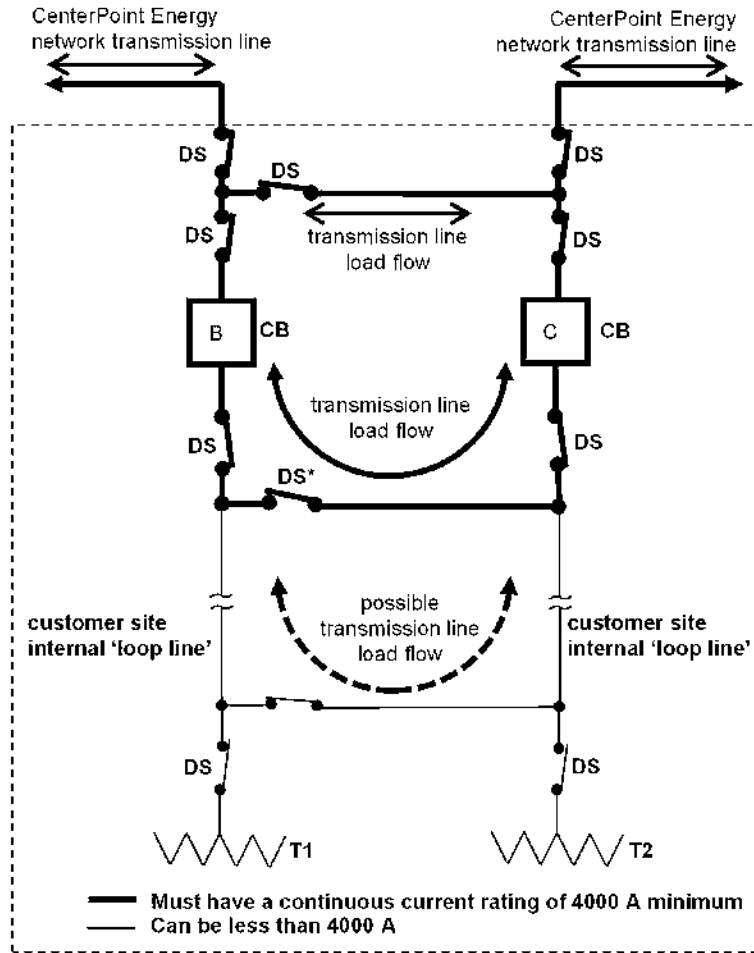 CenterPoint Energy
network transmission line
CenterPoint Energy
network transmission line
DS
DS
DS
transmission line
load flow
DS
DS
B
CB
C
CB
transmission line
load flow
DS
DS
DS*
customer site
internal 'loop line'
possible
transmission line
load flow
customer site
internal 'loop line'
DS
DS
T1
T2
Must have a continuous current rating of 4000 A minimum
Can be less than 4000 A